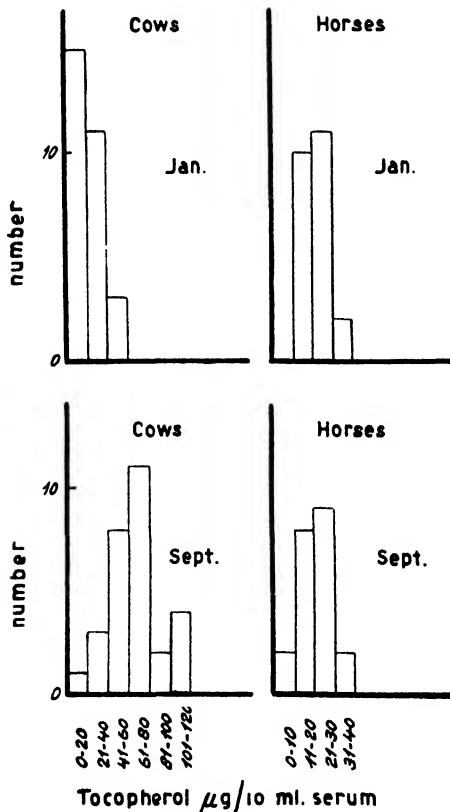 Cows
Horses
10
Jan.
Jan.
number
0
Cows
Horses
10
Sept.
Sept.
number
0
0-20
21-40
41-60
61-80
81-100
101-120
0-10
11-20
21-30
31-40
Tocopherol µg/10 ml. serum